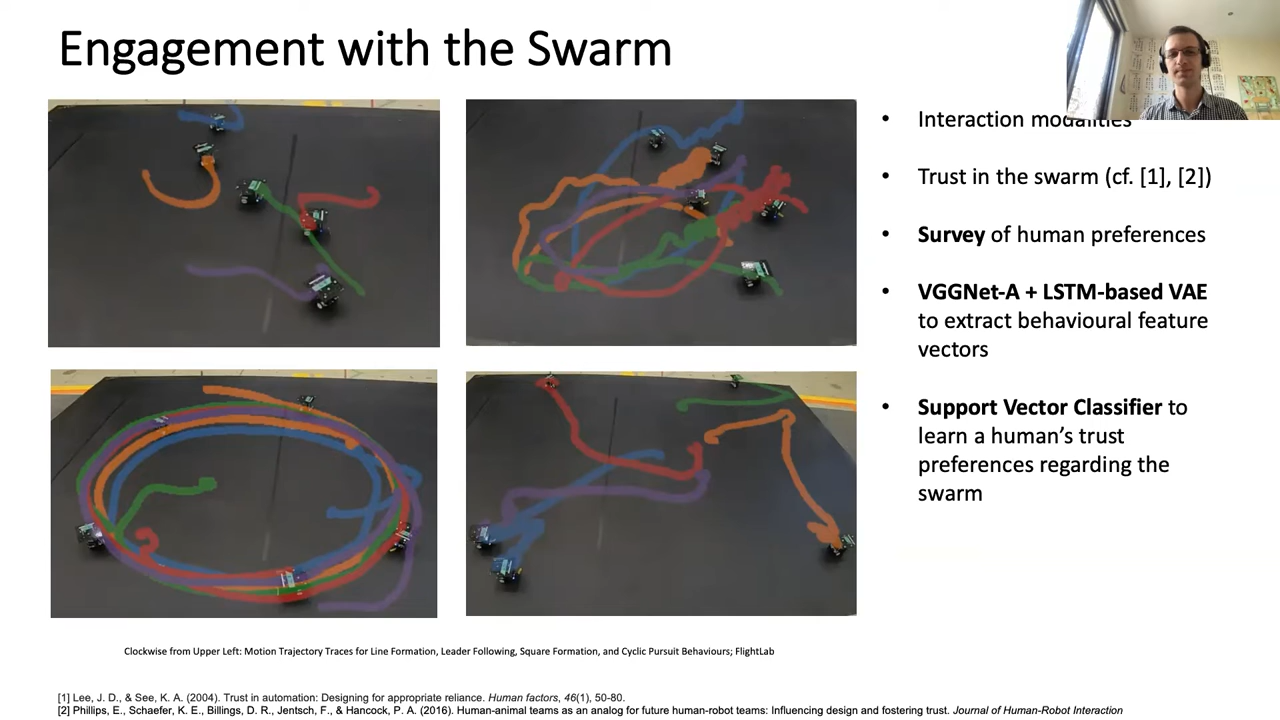 Engagement with the Swarm
• Interaction modalities
• Trust in the swarm (cf. [1], [2])
• Survey of human preferences
• VGGNet-A + LSTM-based VAE
to extract behavioural feature
vectors
• Support Vector Classifier to
learn a human's trust
preferences regarding the
swarm
Clockwise from Upper Left: Motion Trajectory Traces for Line Formation, Leader Following, Square Formation, and Cyclic Pursuit Behaviours; FlightLab
[1] Lee, J. D., & See, K. A. (2004). Trust in automation: Designing for appropriate reliance. Human factors, 46(1), 50-80.
[2] Phillips, E., Schaefer, K. E., Billings, D. R., Jentsch, F., & Hancock, P. A. (2016). Human-animal teams as an analog for future human-robot teams: Influencing design and fostering trust. Journal of Human-Robot Interaction